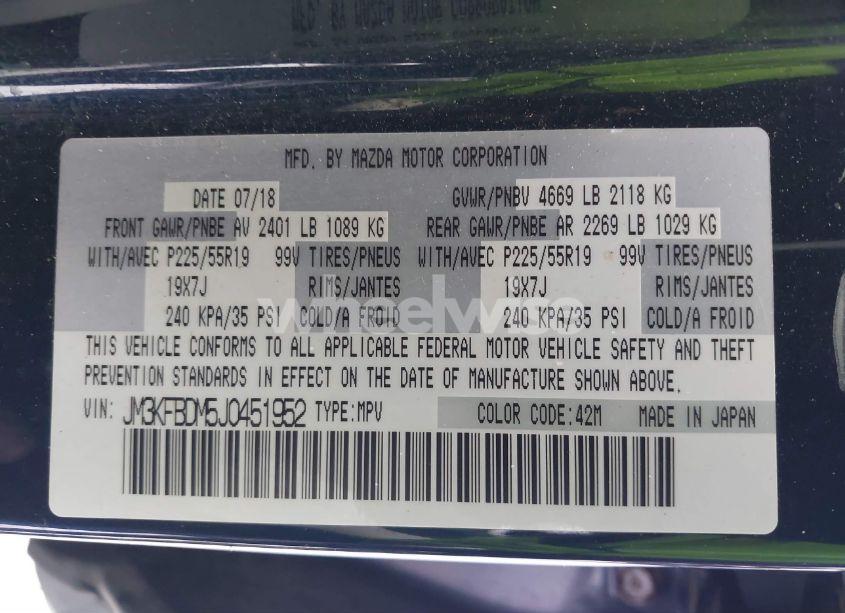 MFD. BY MAZDA MOTOR CORPORATION
DATE 07/18 GVWR/PNBV 4669 LB 2118 KG
FRONT GAWR/PNBE AV 2401 LB 1089 KG REAR GAWR/PNBE AR 2269 LB 1029 KG
WITH/AVEC P225/55R19 99V TIRES/PNEUS WITH/AVEC P225/55R19 99V TIRES/PNEUS
19X7J RIMS/JANTES 19X7J RIMS/JANTES
240 KPA/35 PSI COLD/A FROID 240 KPA/35 PSI COLD/A FROID
THIS VEHICLE CONFORMS TO ALL APPLICABLE FEDERAL MOTOR VEHICLE SAFETY AND THEFT
PREVENTION STANDARDS IN EFFECT ON THE DATE OF MANUFACTURE SHOWN ABOVE.
VIN: JM3KFBDM5J0451952 TYPE:MPV COLOR CODE:42M MADE IN JAPAN